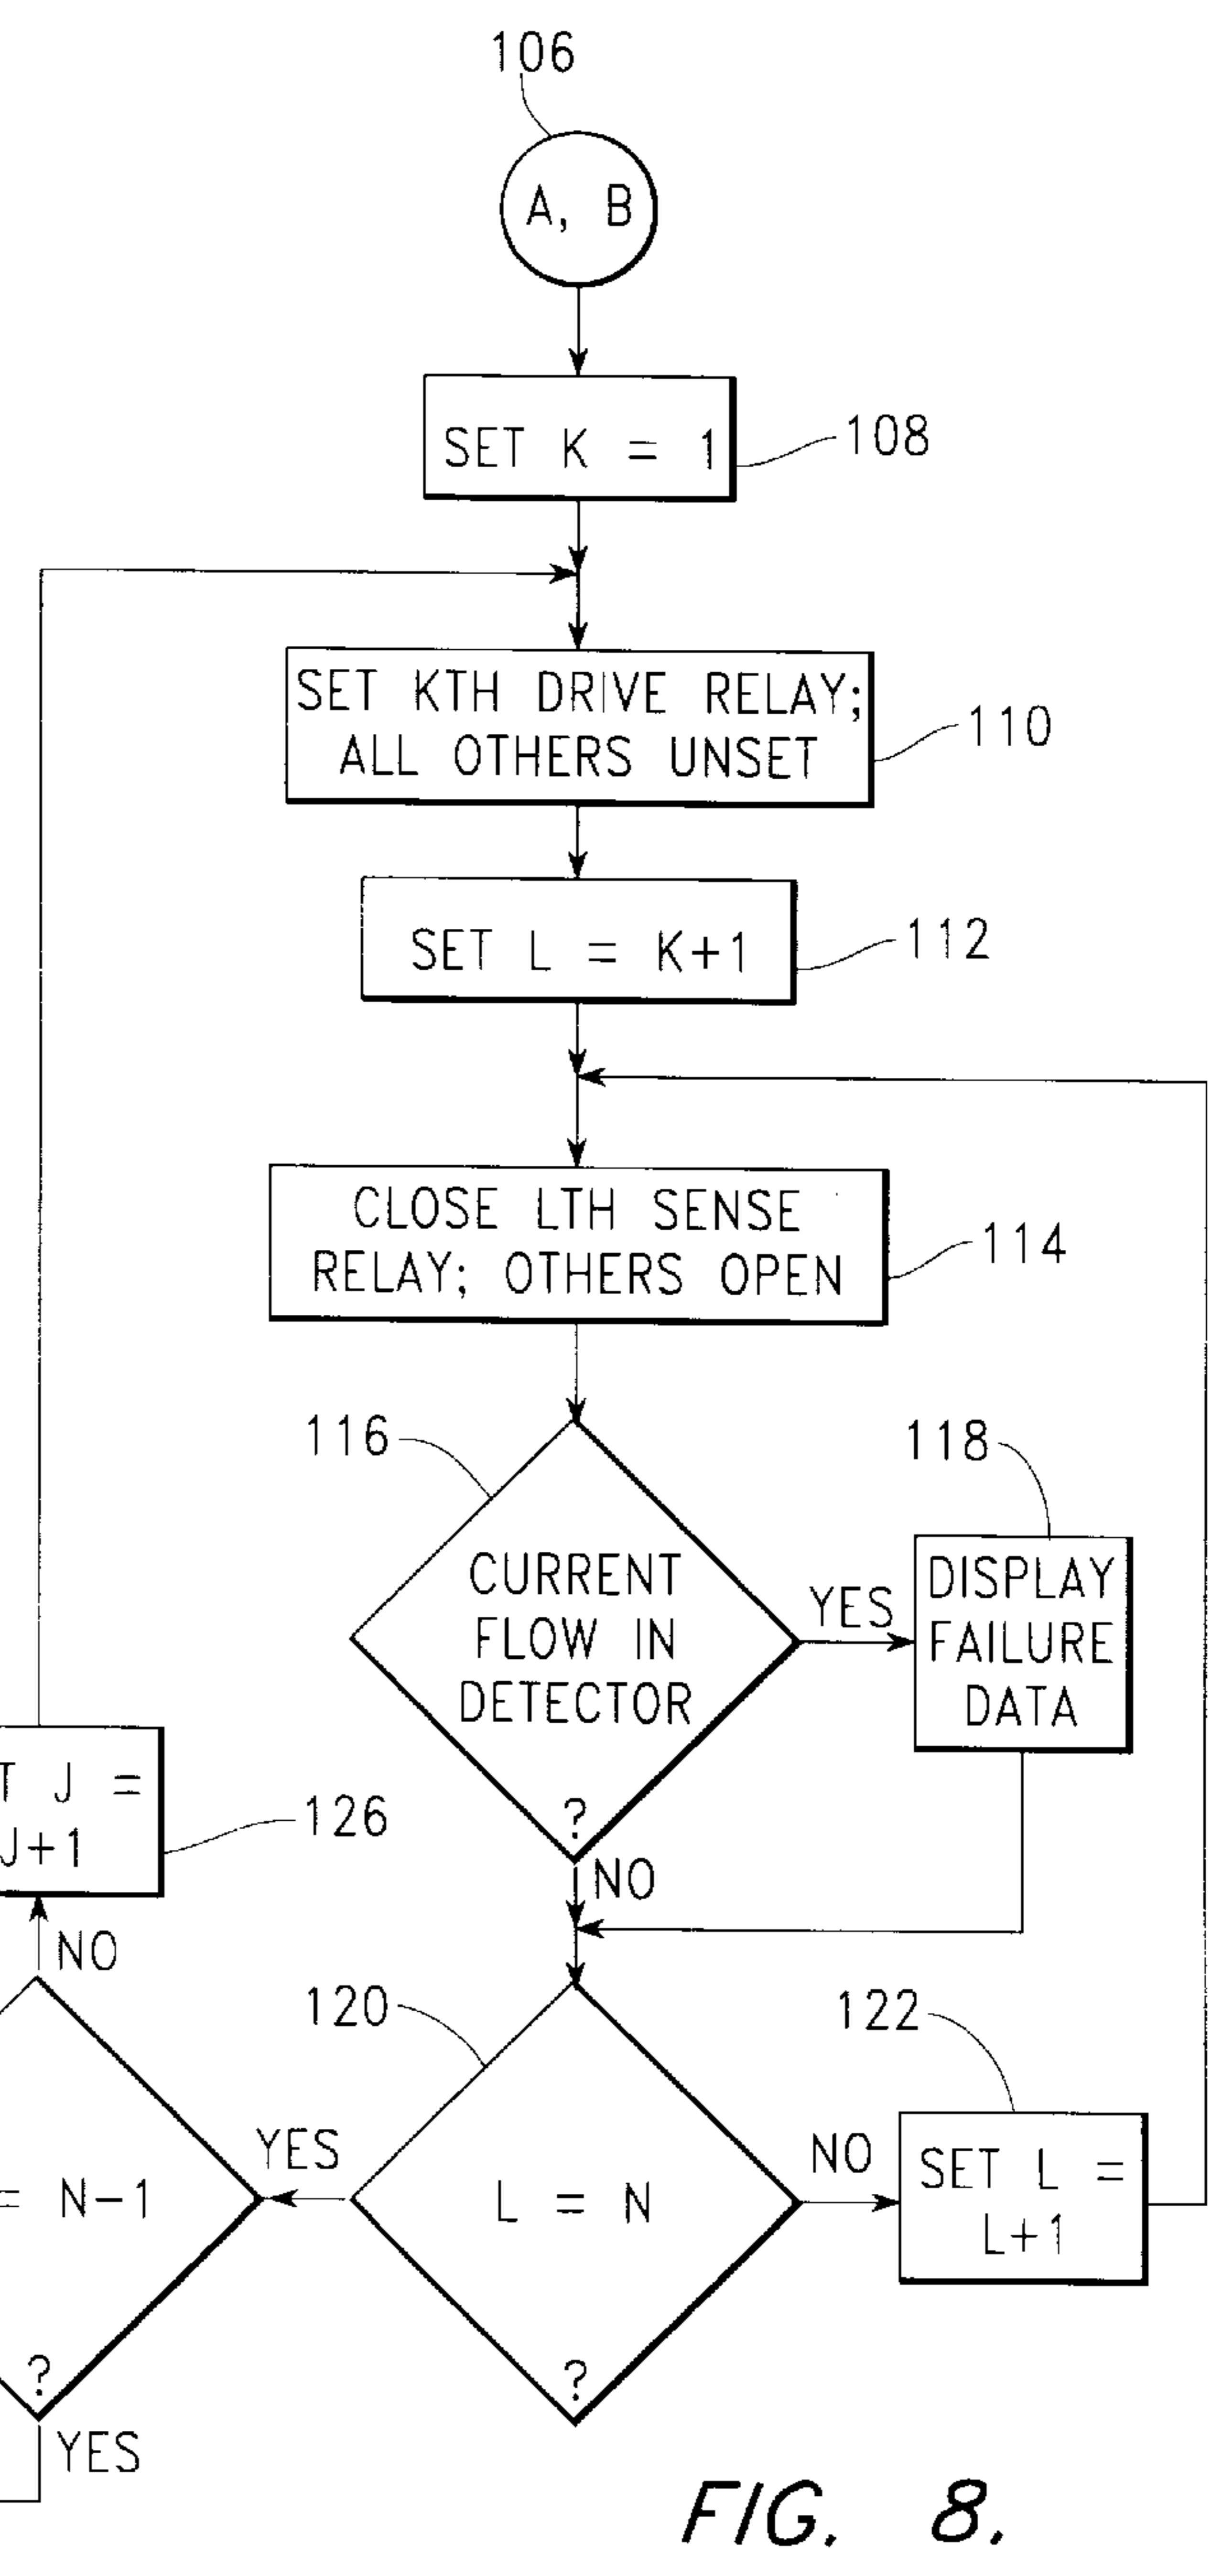 106
A, B
SET K = 1
108
SET KTH DRIVE RELAY;
ALL OTHERS UNSET
110
SET L = K+1
112
CLOSE LTH SENSE
RELAY; OTHERS OPEN
114
116
CURRENT
FLOW IN
DETECTOR
?
YES
118
DISPLAY
FAILURE
DATA
NO
T J =
J+1
126
NO
120
L = N
?
NO
122
SET L =
L+1
YES
= N-1
?
YES
FIG. 8.